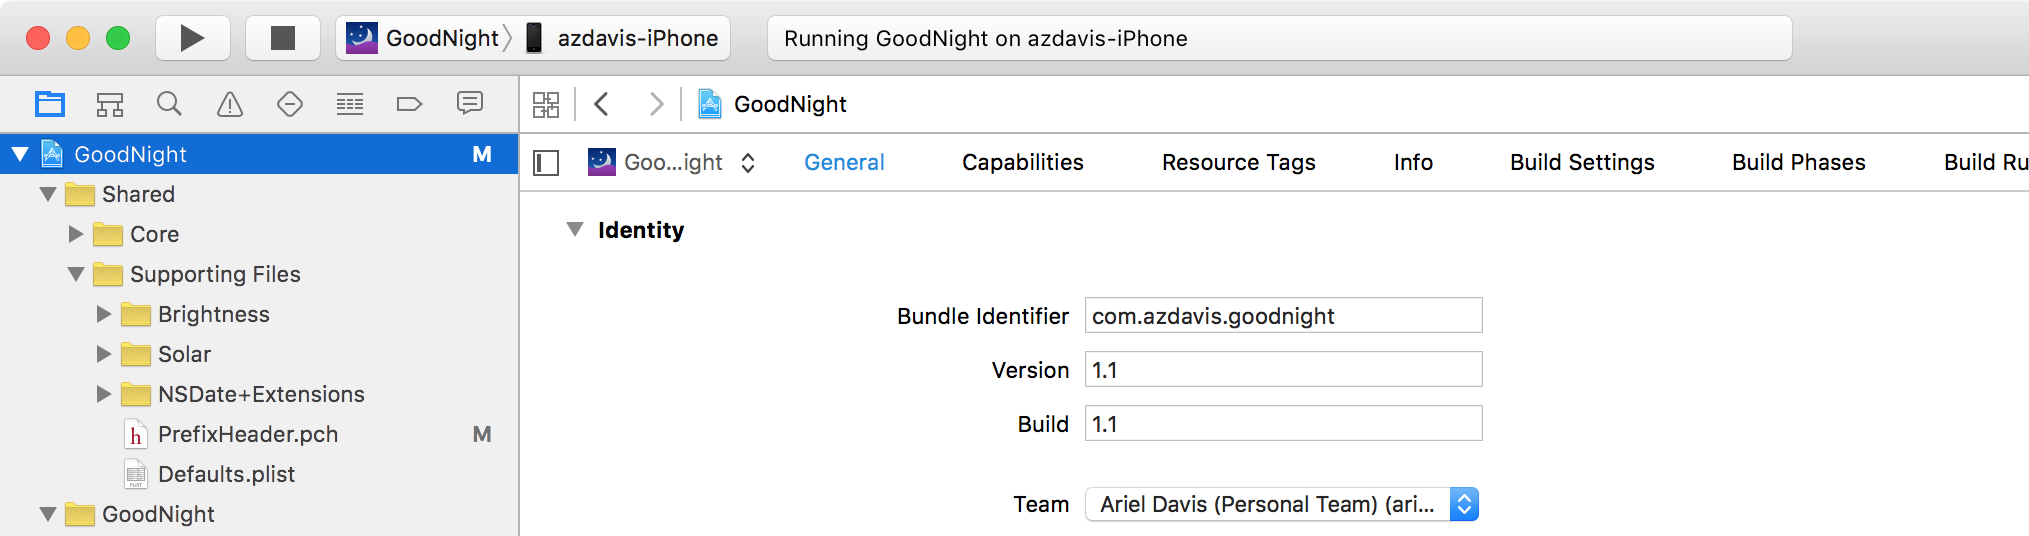 GoodNight azdavis-iPhone Running GoodNight on azdavis-iPhone
GoodNight
GoodNight M
Goo...ight General Capabilities Resource Tags Info Build Settings Build Phases Build Ru
Shared
Identity
Core
Supporting Files
Brightness
Bundle Identifier com.azdavis.goodnight
Solar
Version 1.1
NSDate+Extensions
PrefixHeader.pch M
Build 1.1
Defaults.plist
GoodNight
Team Ariel Davis (Personal Team) (ari...